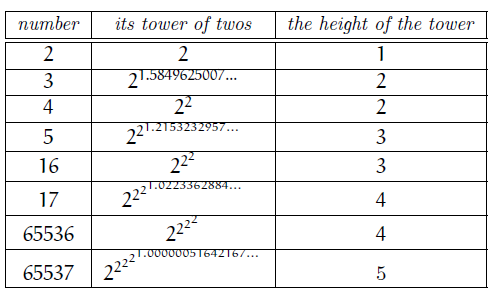 number its tower of twos the height of the tower
2 2 1
3 2^{1.5849625007...} 2
4 2^{2} 2
5 2^{2^{1.2153232957...}} 3
16 2^{2^{2}} 3
17 2^{2^{2^{1.0223362884...}}} 4
65536 2^{2^{2^{2}}} 4
65537 2^{2^{2^{2^{1.00000051642167...}}}} 5